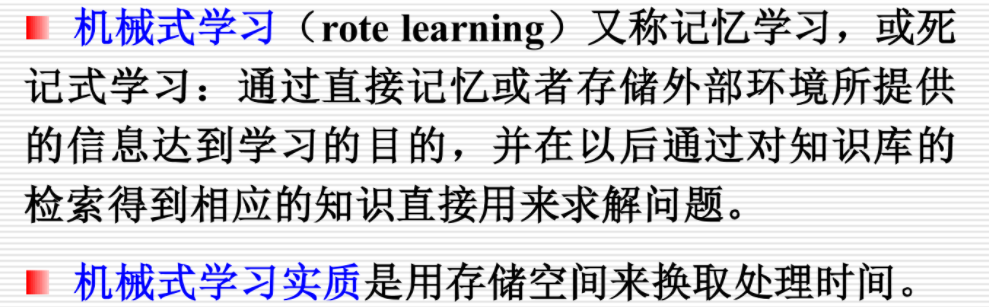 机械式学习（rote learning）又称记忆学习，或死
记式学习：通过直接记忆或者存储外部环境所提供
的信息达到学习的目的，并在以后通过对知识库的
检索得到相应的知识直接用来求解问题。
机械式学习实质是用存储空间来换取处理时间。